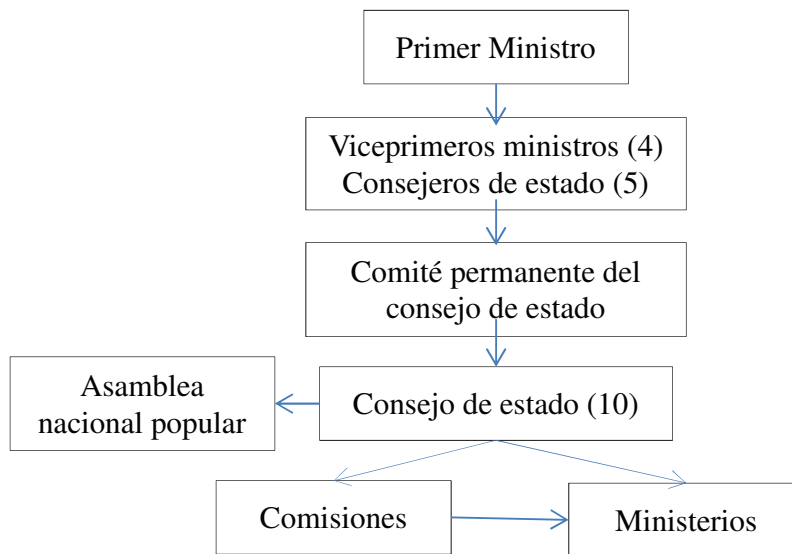 Primer Ministro
Viceprimeros ministros (4)
Consejeros de estado (5)
Comité permanente del
consejo de estado
Asamblea
nacional popular
Consejo de estado (10)
Comisiones
Ministerios